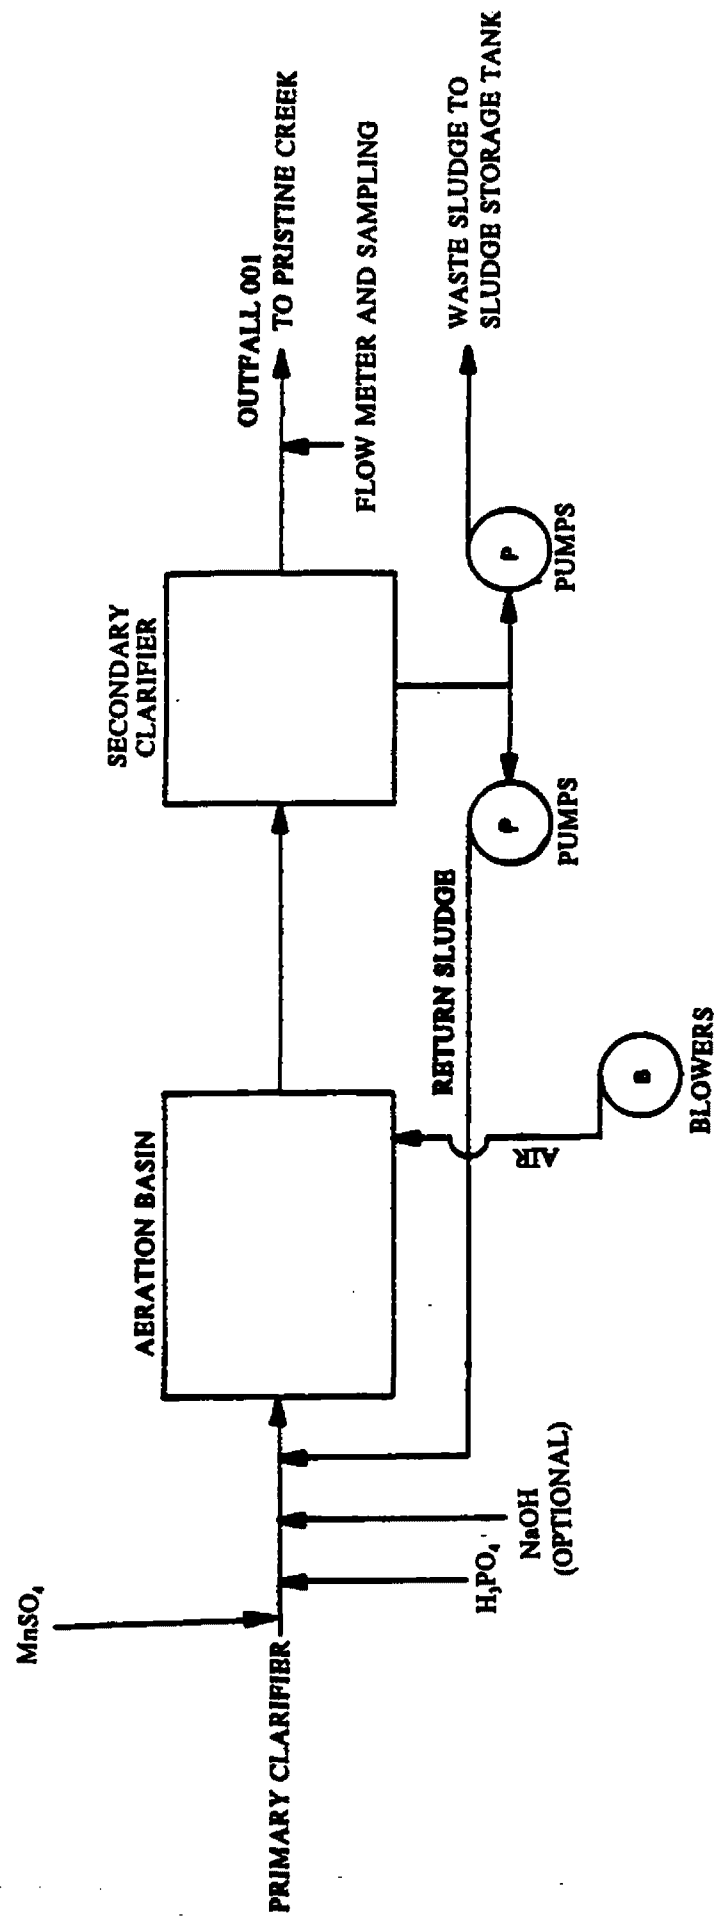 MnSO₄
PRIMARY CLARIFIER
H₃PO₄
NaOH
(OPTIONAL)
AERATION BASIN
AIR
B
BLOWERS
RETURN SLUDGE
SECONDARY
CLARIFIER
P
PUMPS
P
PUMPS
OUTFALL 001
TO PRISTINE CREEK
FLOW METER AND SAMPLING
WASTE SLUDGE TO
SLUDGE STORAGE TANK